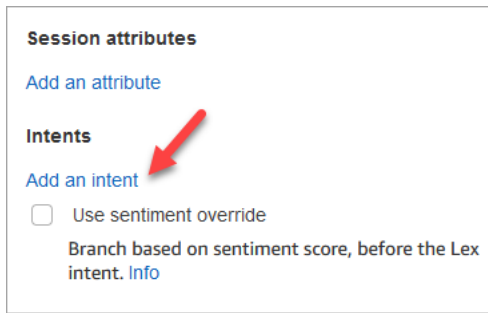 Session attributes
Add an attribute
Intents
Add an intent
Use sentiment override
Branch based on sentiment score, before the Lex
intent. Info